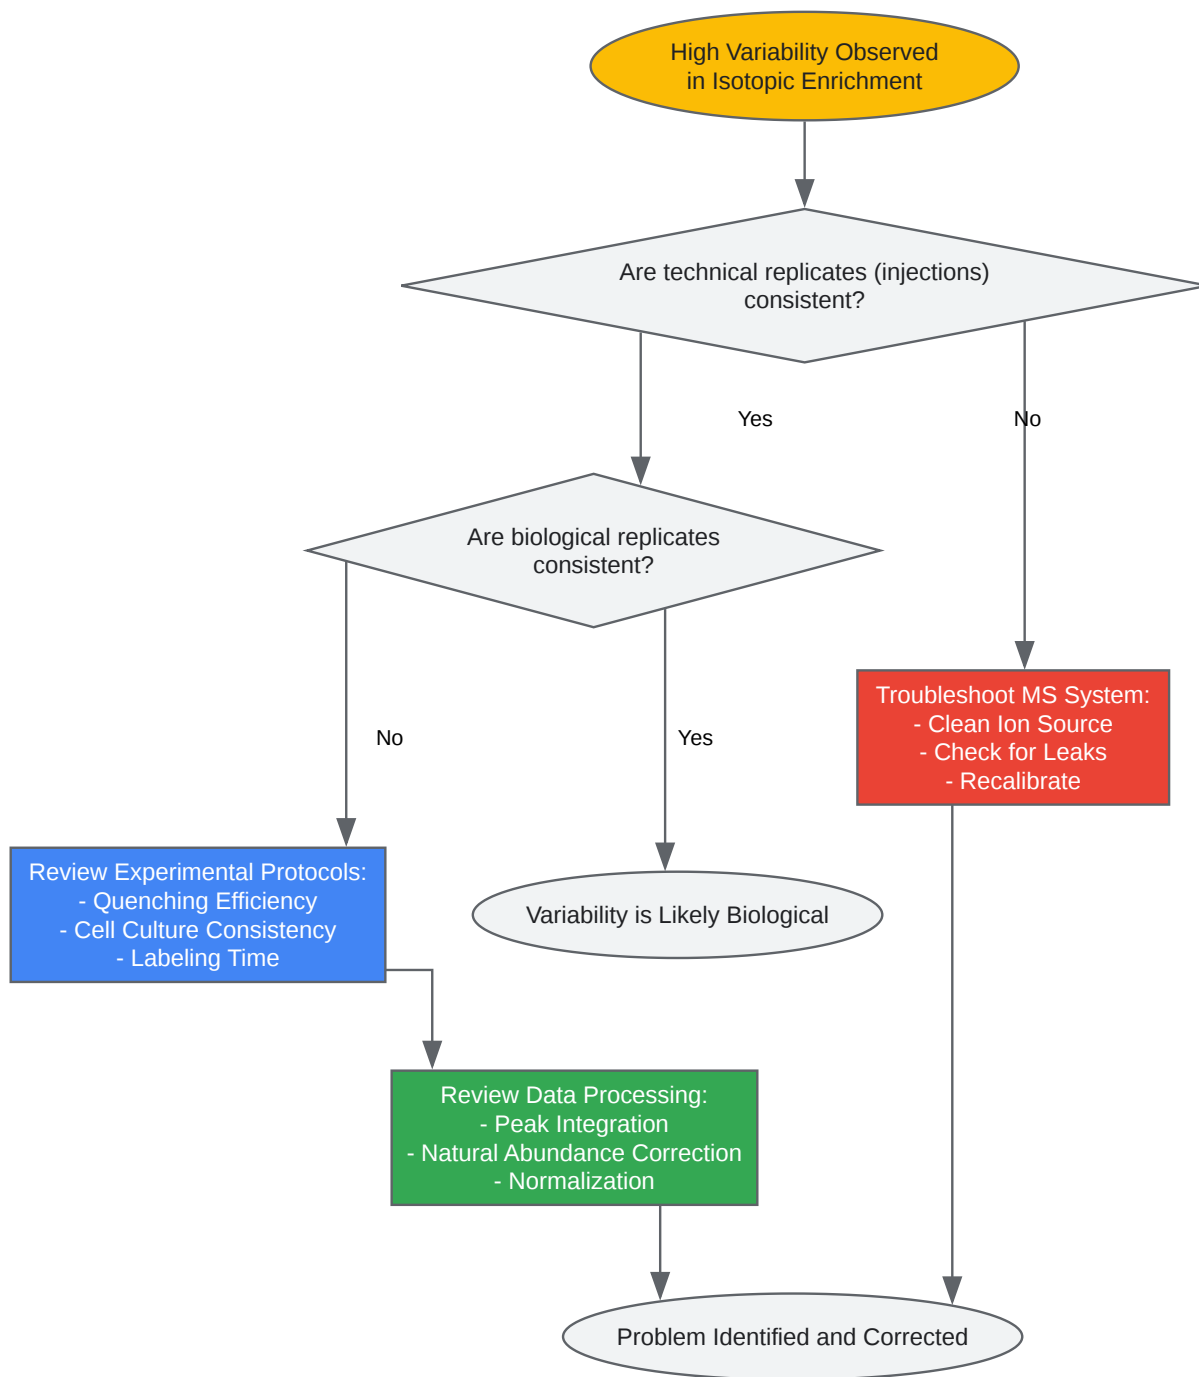 High Variability Observed
in Isotopic Enrichment
Are technical replicates (injections)
consistent?
Yes
No
Are biological replicates
consistent?
Troubleshoot MS System:
- Clean Ion Source
- Check for Leaks
- Recalibrate
No
Yes
Review Experimental Protocols:
- Quenching Efficiency
- Cell Culture Consistency
- Labeling Time
Variability is Likely Biological
Review Data Processing:
- Peak Integration
- Natural Abundance Correction
- Normalization
Problem Identified and Corrected